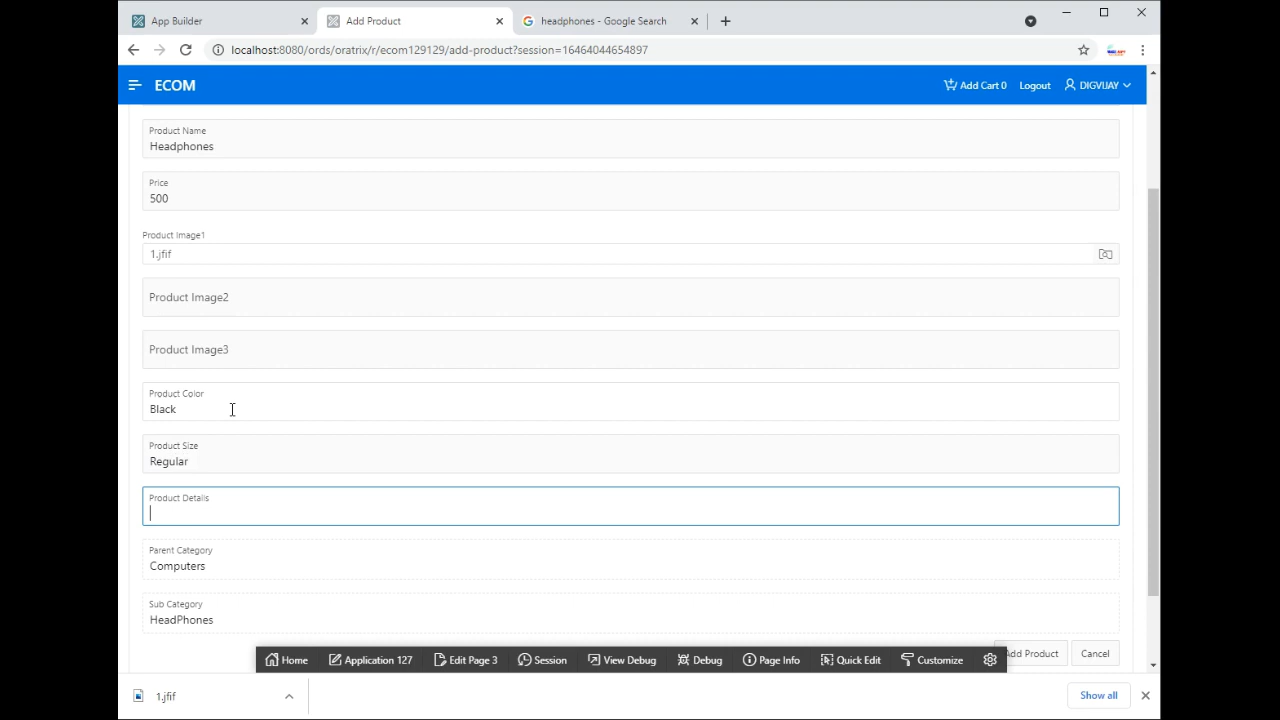 App Builder
Add Product
headphones - Google Search
localhost:8080/ords/oratrix/r/ecom129129/add-product?session=16464044654897
ECOM
Add Cart 0
Logout
DIGVIJAY
Product Name
Headphones
Price
500
Product Image1
1.jfif
Product Image2
Product Image3
Product Color
Black
Product Size
Regular
Product Details
Parent Category
Computers
Sub Category
HeadPhones
Add Product
Cancel
Home
Application 127
Edit Page 3
Session
View Debug
Debug
Page Info
Quick Edit
Customize
1.jfif
Show all